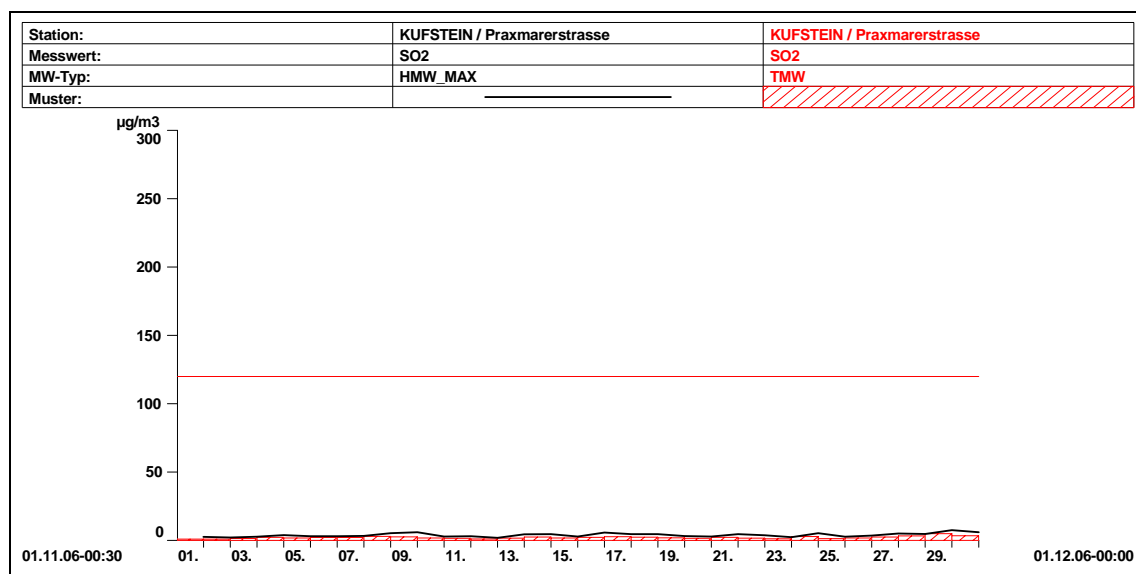 Station: KUFSTEIN / Praxmarerstrasse KUFSTEIN / Praxmarerstrasse
Messwert: SO2 SO2
MW-Typ: HMW_MAX TMW
Muster:
µg/m3
300
250
200
150
100
50
0
01.11.06-00:30 01. 03. 05. 07. 09. 11. 13. 15. 17. 19. 21. 23. 25. 27. 29. 01.12.06-00:00